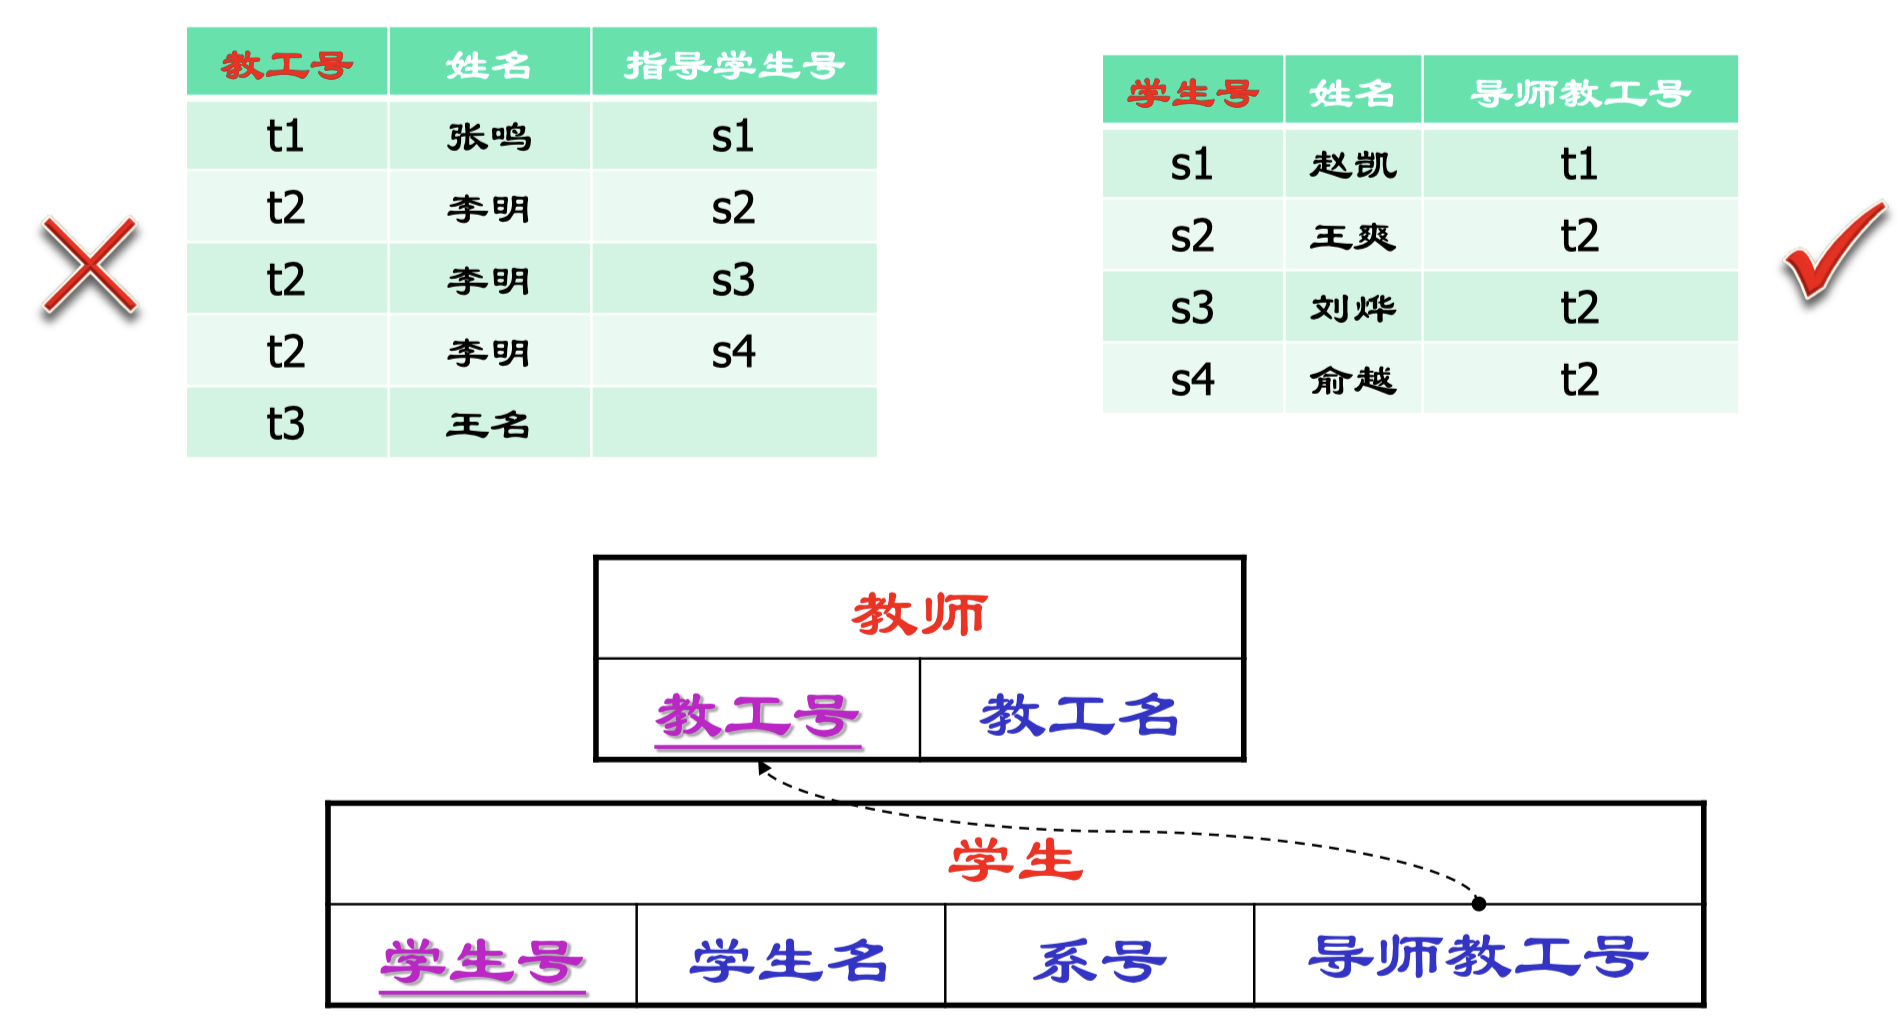 教工号 姓名 指导学生号
t1 张鸣 s1
t2 李明 s2
t2 李明 s3
t2 李明 s4
t3 王名
学生号 姓名 导师教工号
s1 赵凯 t1
s2 王爽 t2
s3 刘烨 t2
s4 俞越 t2
教师
教工号 教工名
学生
学生号 学生名 系号 导师教工号